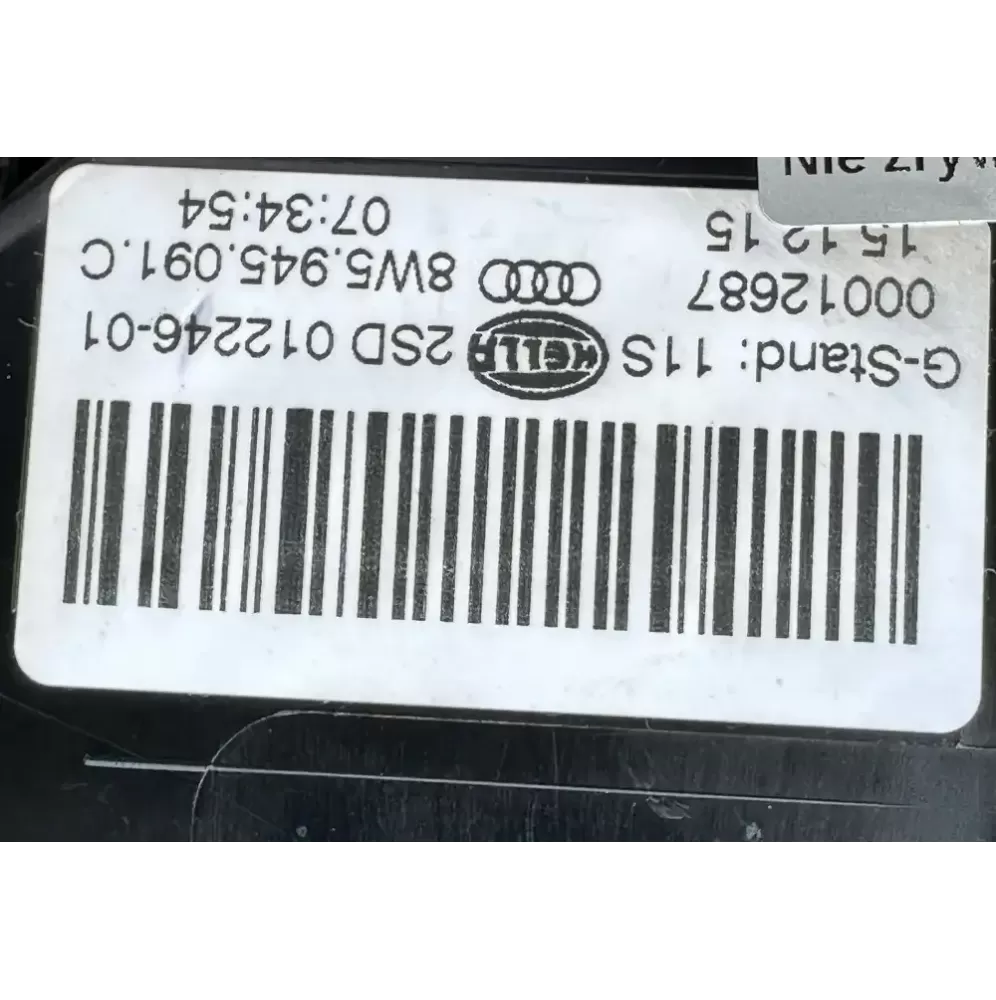 G-Stand: 11S HELLA 2SD 012246-01
00012687 8W5.945.091.C
15.12.15 07:34:54
Nie